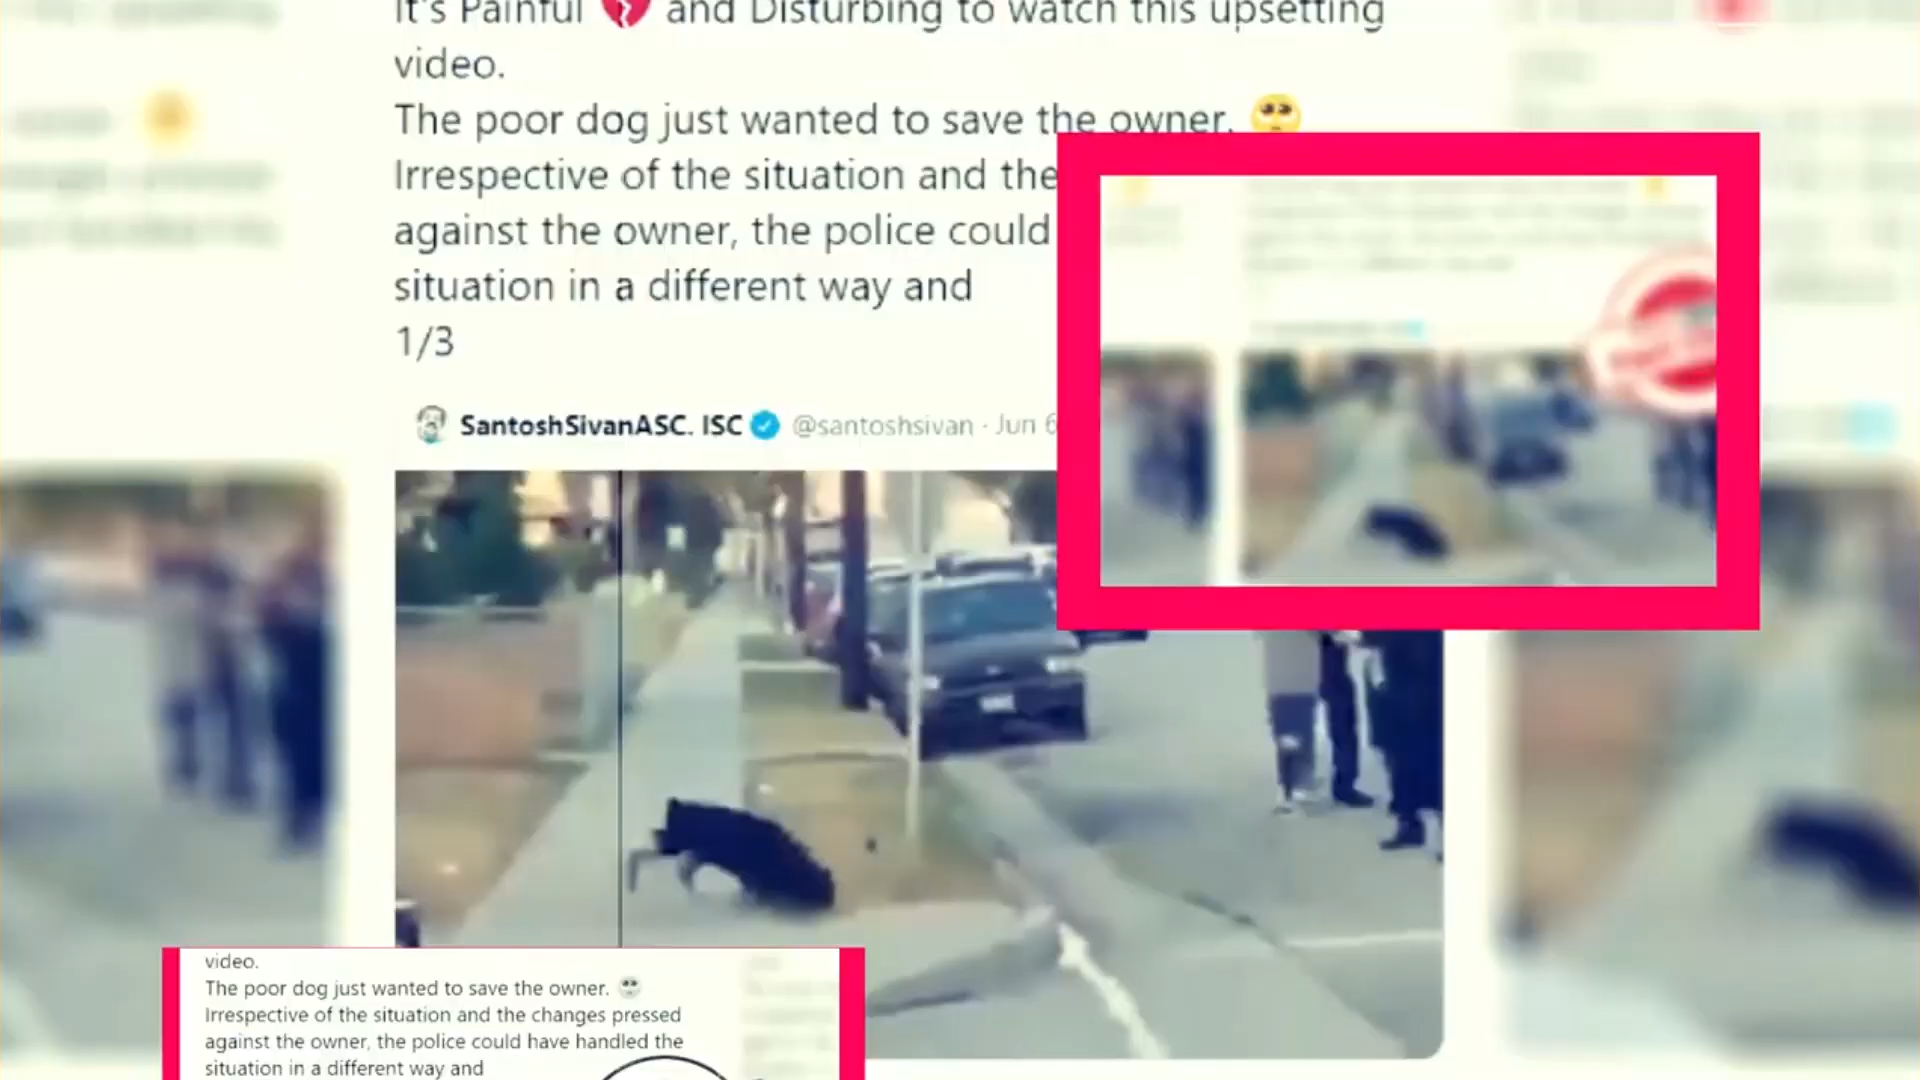 It's Painful 💔 and Disturbing to watch this upsetting
video.
The poor dog just wanted to save the owner. 🥺
Irrespective of the situation and the
against the owner, the police could
situation in a different way and
1/3
SantoshSivanASC. ISC @santoshsivan · Jun 6
video.
The poor dog just wanted to save the owner. 🥺
Irrespective of the situation and the changes pressed
against the owner, the police could have handled the
situation in a different way and